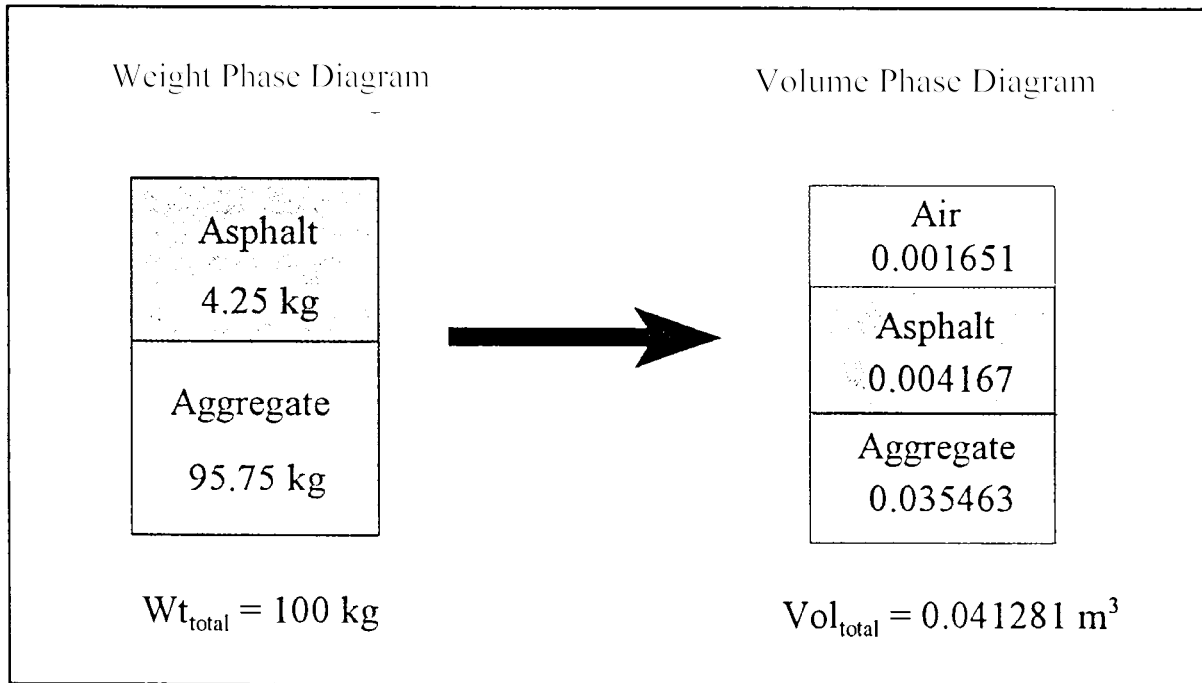 Weight Phase Diagram
Volume Phase Diagram
Asphalt
4.25 kg
Aggregate
95.75 kg
Wt_total = 100 kg
Air
0.001651
Asphalt
0.004167
Aggregate
0.035463
Vol_total = 0.041281 m³